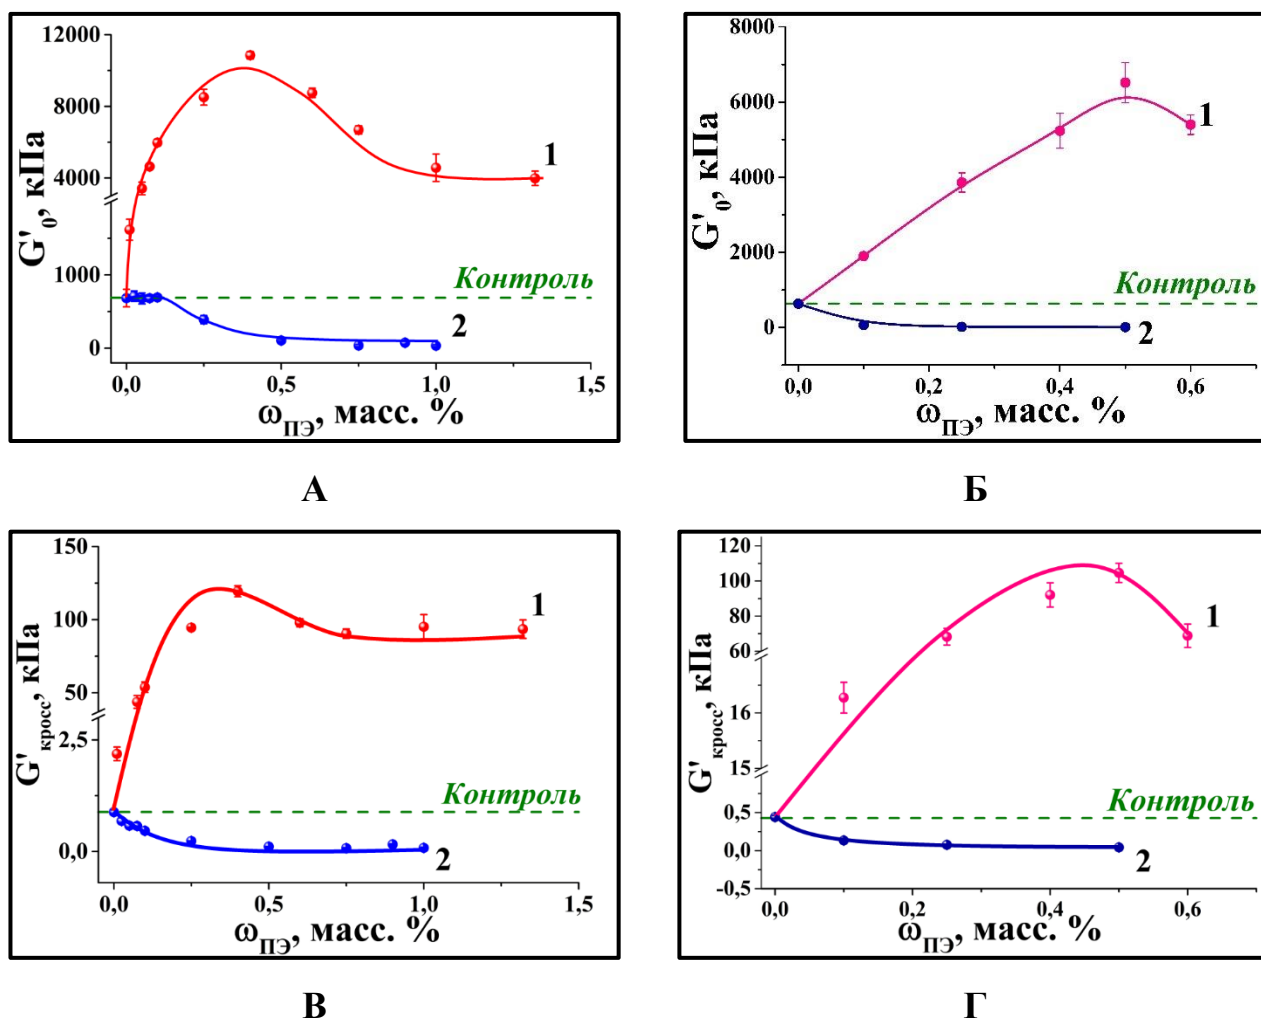 12000
8000
4000
1000
0
G'₀, кПа
1
Контроль
2
0,0 0,5 1,0 1,5
ω_ПЭ, масс. %
А
8000
6000
4000
2000
0
G'₀, кПа
1
Контроль
2
0,0 0,2 0,4 0,6
ω_ПЭ, масс. %
Б
150
100
50
2,5
0,0
G'кросс, кПа
1
Контроль
2
0,0 0,5 1,0 1,5
ω_ПЭ, масс. %
В
120
100
80
60
16
15
0,5
0,0
-0,5
G'кросс, кПа
1
Контроль
2
0,0 0,2 0,4 0,6
ω_ПЭ, масс. %
Г